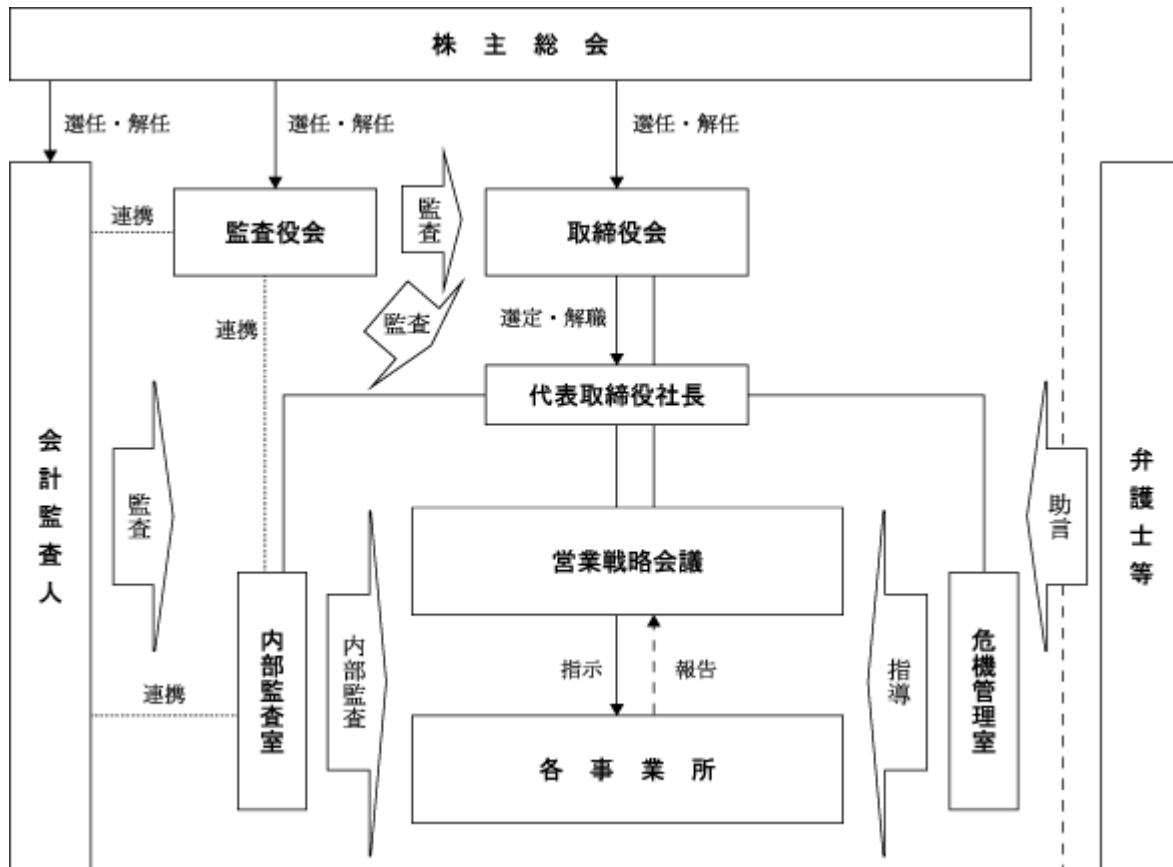 株主総会
選任・解任
選任・解任
選任・解任
連携
監査役会
監査
取締役会
連携
監査
選定・解職
代表取締役社長
会計監査人
監査
助言
弁護士等
営業戦略会議
内部監査室
内部監査
指示
報告
指導
危機管理室
連携
各事業所